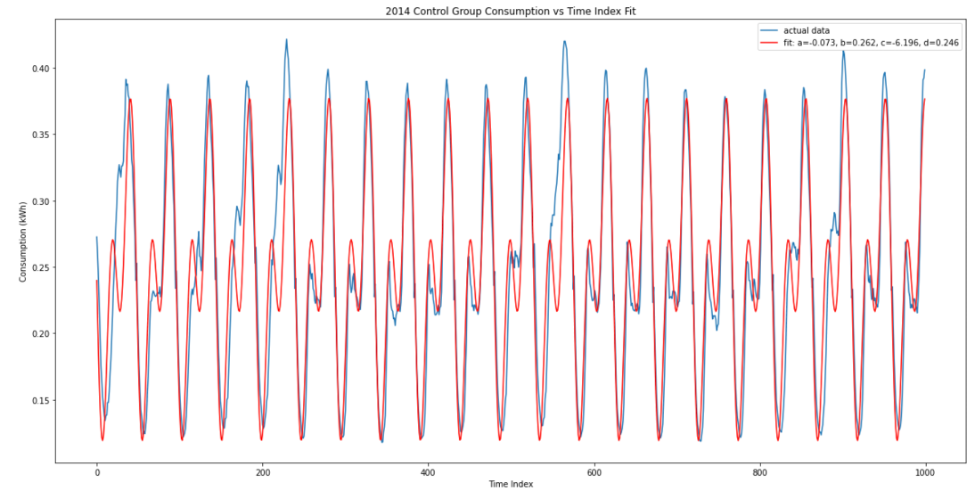 2014 Control Group Consumption vs Time Index Fit
actual data
fit: a=-0.073, b=0.262, c=-6.196, d=0.246
0.40
0.35
0.30
0.25
0.20
0.15
Consumption (kWh)
0 200 400 600 800 1000
Time Index